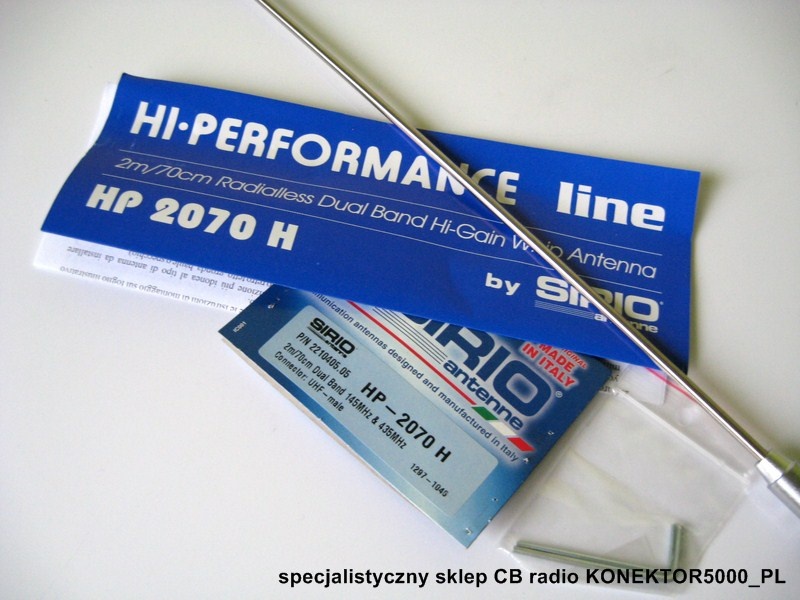 HI·PERFORMANCE line
2m/70cm Radialless Dual Band Hi-Gain Whip Antenna
HP 2070 H
by SIRIO
antenne
SIRIO
antenne
P/N 2210405.05
HP-2070 H
2m/70cm Dual Band 145MHz & 435MHz
Connector: UHF-male
1297-1040
SIRIO
antenne
MADE
IN ITALY
communication antennas designed and manufactured in Italy
specjalistyczny sklep CB radio KONEKTOR5000_PL